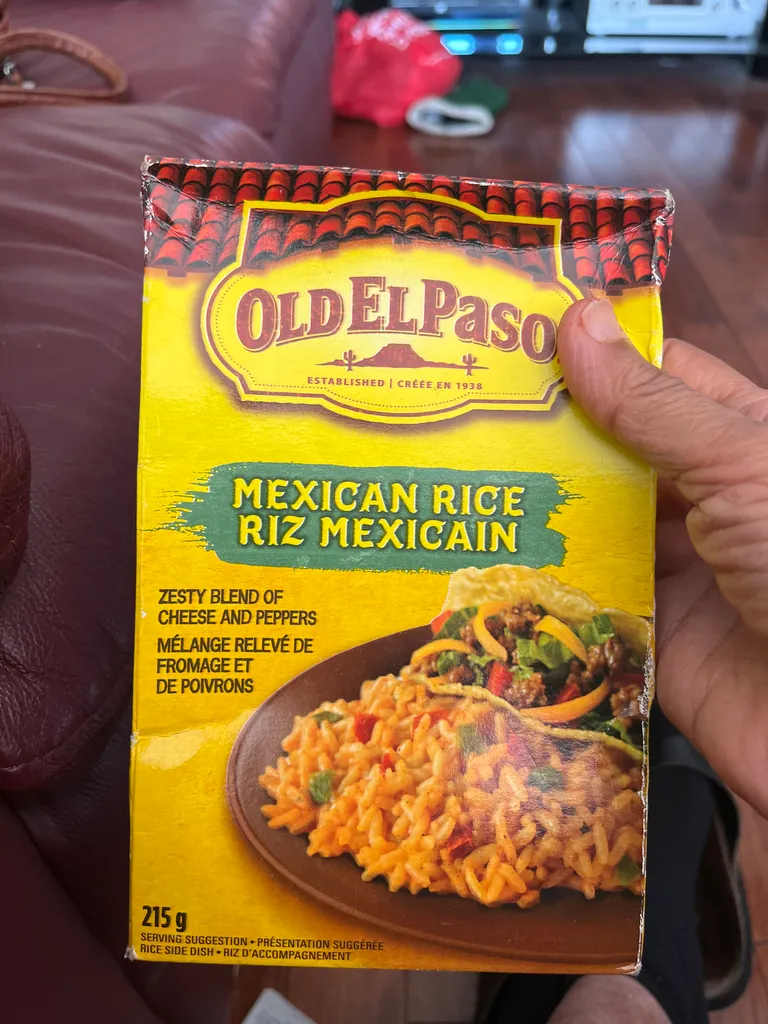 OLD EL PASO
ESTABLISHED | CRÉÉE EN 1938
MEXICAN RICE
RIZ MEXICAIN
ZESTY BLEND OF
CHEESE AND PEPPERS
MÉLANGE RELEVÉ DE
FROMAGE ET
DE POIVRONS
215 g
SERVING SUGGESTION • PRÉSENTATION SUGGÉRÉE
RICE SIDE DISH • RIZ D'ACCOMPAGNEMENT